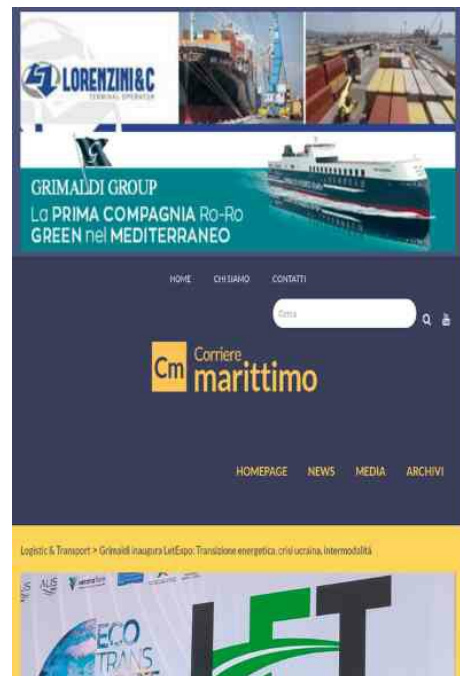 LORENZINI & C
TERMINAL OPERATOR
GRIMALDI GROUP
La PRIMA COMPAGNIA Ro-Ro
GREEN nel MEDITERRANEO
HOME CHI SIAMO CONTATTI
Cerca
Cm Corriere
marittimo
HOMEPAGE NEWS MEDIA ARCHIVI
Logistic & Transport > Grimaldi inaugura LetExpo: Transizione energetica, crisi ucraina, intermodalità
ALIS
ECO
TRANS
LET